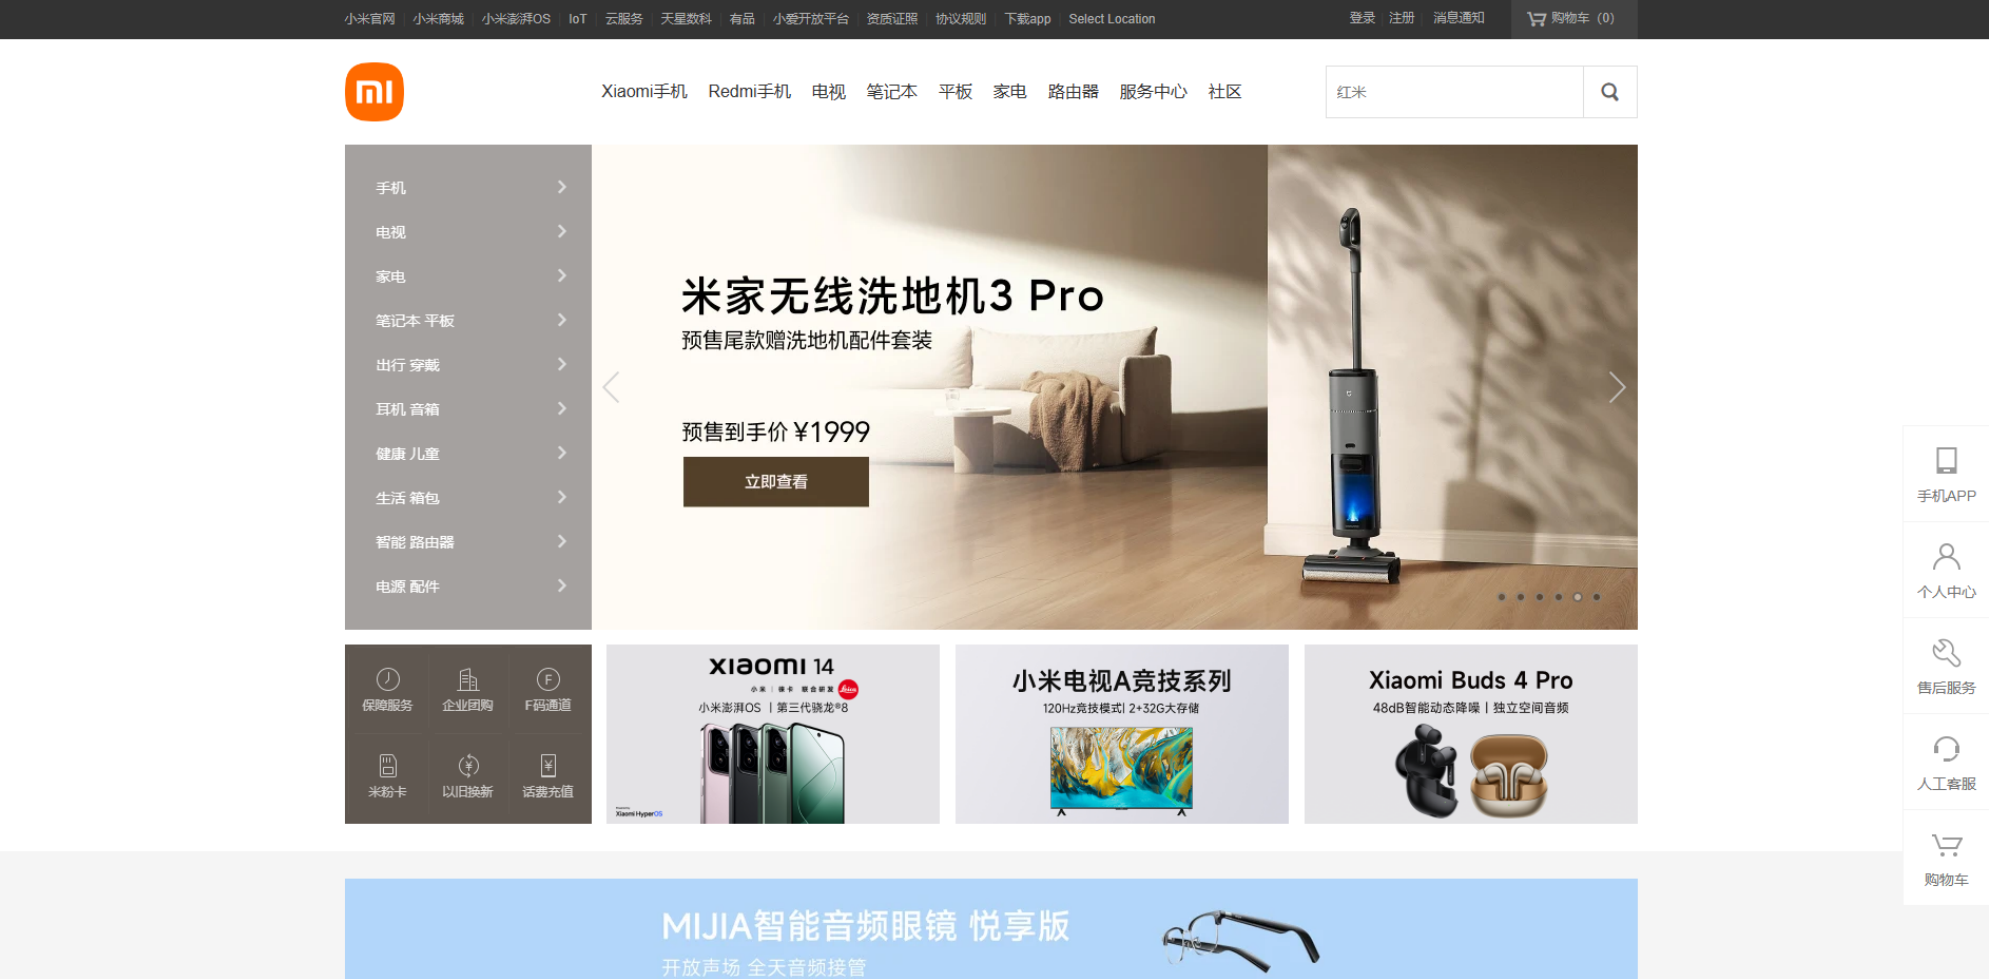 小米官网 小米商城 小米澎湃OS IoT 云服务 天星数科 有品 小爱开放平台 资质证照 协议规则 下载app Select Location 登录 注册 消息通知 购物车（0）
mi
Xiaomi手机 Redmi手机 电视 笔记本 平板 家电 路由器 服务中心 社区
红米
手机
电视
家电
笔记本 平板
出行 穿戴
耳机 音箱
健康 儿童
生活 箱包
智能 路由器
电源 配件
米家无线洗地机3 Pro
预售尾款赠洗地机配件套装
预售到手价 ¥1999
立即查看
保障服务 企业团购 F码通道
米粉卡 以旧换新 话费充值
xiaomi 14
小米 | 徕卡 联合研发 Leica
小米澎湃OS | 第三代骁龙®8
Xiaomi HyperOS
小米电视A竞技系列
120Hz竞技模式| 2+32G大存储
Xiaomi Buds 4 Pro
48dB智能动态降噪 | 独立空间音频
手机APP
个人中心
售后服务
人工客服
购物车
MIJIA智能音频眼镜 悦享版
开放声场 全天音频接管